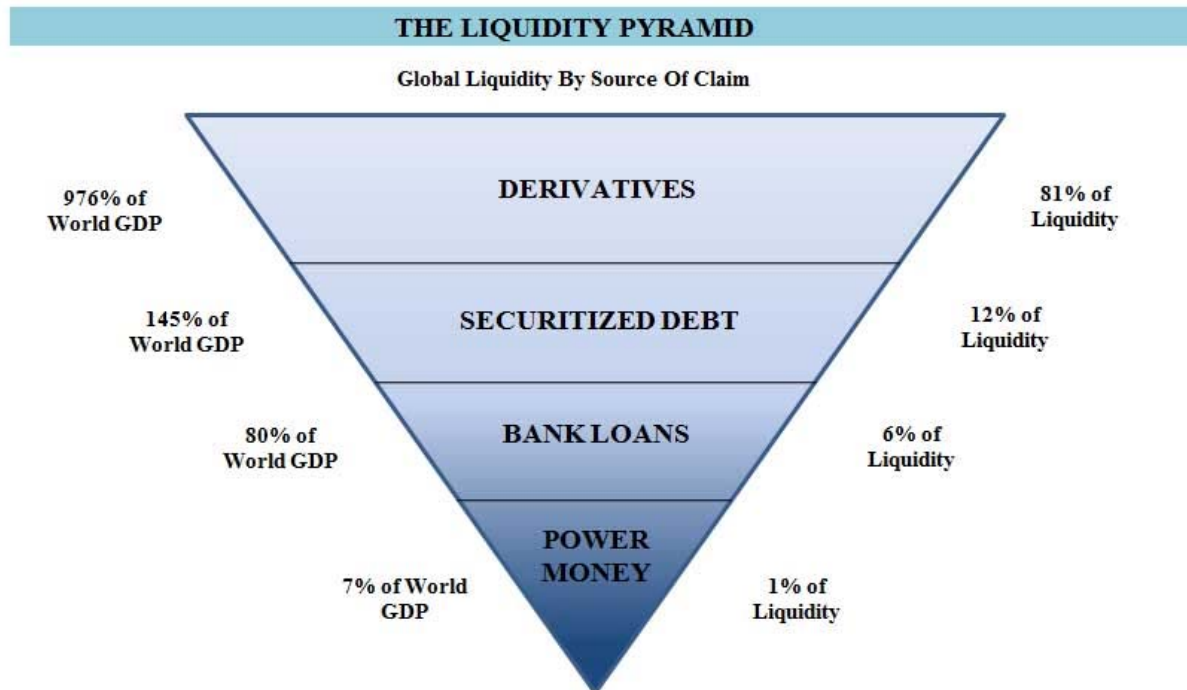 THE LIQUIDITY PYRAMID
Global Liquidity By Source Of Claim
976% of
World GDP
DERIVATIVES
81% of
Liquidity
145% of
World GDP
SECURITIZED DEBT
12% of
Liquidity
80% of
World GDP
BANK LOANS
6% of
Liquidity
7% of World
GDP
POWER
MONEY
1% of
Liquidity